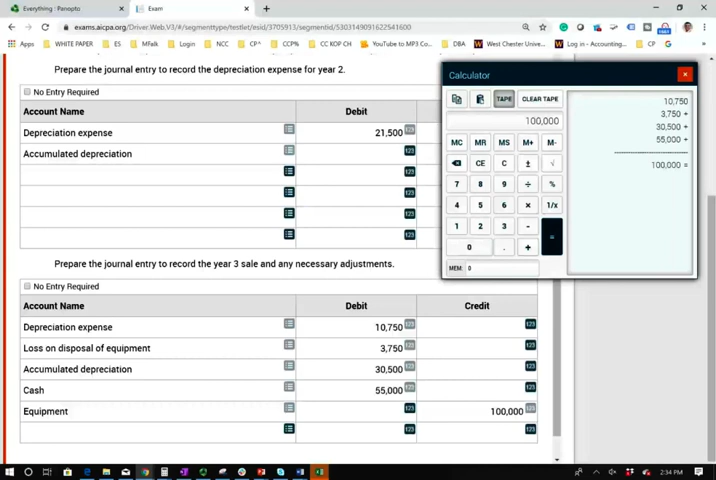 Everything : Panopto
Exam
exams.aicpa.org/Driver.Web.V3/#/segmenttype/testlet/esid/3705913/segmentid/5303149091622541600
Apps WHITE PAPER ES MFalk Login NCC CP^ CCP% CC KOP CH YouTube to MP3 Co... DBA West Chester Unive... Log in - Accounting... CP
Prepare the journal entry to record the depreciation expense for year 2.
No Entry Required
Account Name Debit
Depreciation expense 21,500
Accumulated depreciation
Prepare the journal entry to record the year 3 sale and any necessary adjustments.
No Entry Required
Account Name Debit Credit
Depreciation expense 10,750
Loss on disposal of equipment 3,750
Accumulated depreciation 30,500
Cash 55,000
Equipment 100,000
Calculator
TAPE CLEAR TAPE
100,000
MC MR MS M+ M-
CE C ± √
7 8 9 ÷ %
4 5 6 × 1/x
1 2 3 - =
0 . +
MEM: 0
10,750
3,750 +
30,500 +
55,000 +
100,000 =
2:34 PM